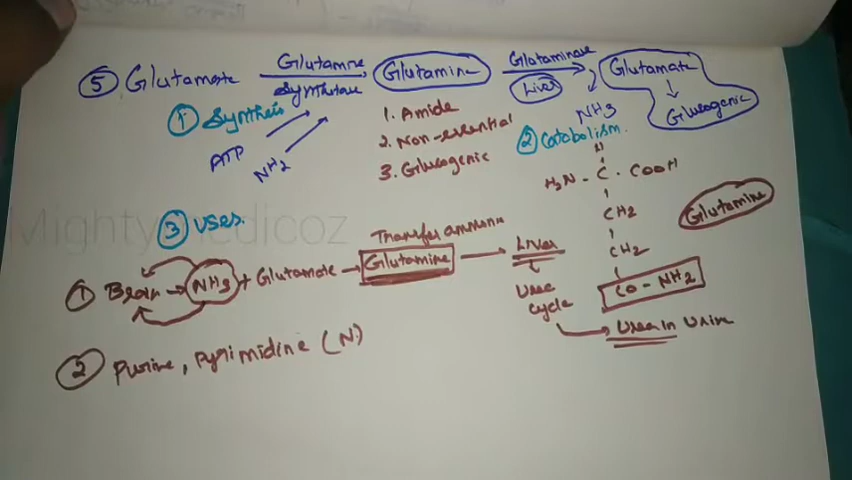 5 Glutamate Glutamine Synthetase Glutamine Glutaminase Liver Glutamate
NH3 Glucogenic
1 Synthesis
ATP NH2
1. Amide
2. Non-essential
3. Glucogenic
2 Catabolism.
H
H2N - C . COOH
CH2
CH2
CO - NH2
Glutamine
Mighty medicoz
3 Uses.
1 Brain NH3 + Glutamate Transfer ammonia Glutamine Liver
Urea cycle
Urea in Urine
2 Purine, Pyrimidine (N)